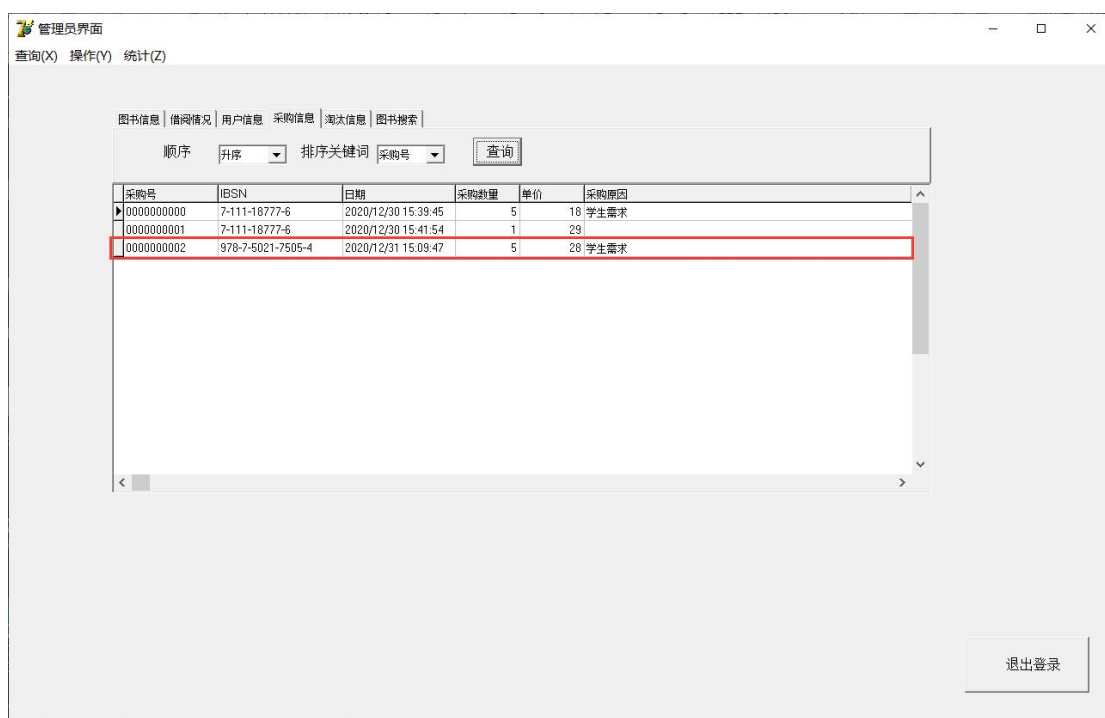 管理员界面
查询(X) 操作(Y) 统计(Z)
图书信息 借阅情况 用户信息 采购信息 淘汰信息 图书搜索
顺序 升序 排序关键词 采购号 查询
采购号 IBSN 日期 采购数量 单价 采购原因
0000000000 7-111-18777-6 2020/12/30 15:39:45 5 18 学生需求
0000000001 7-111-18777-6 2020/12/30 15:41:54 1 29
0000000002 978-7-5021-7505-4 2020/12/31 15:09:47 5 28 学生需求
退出登录